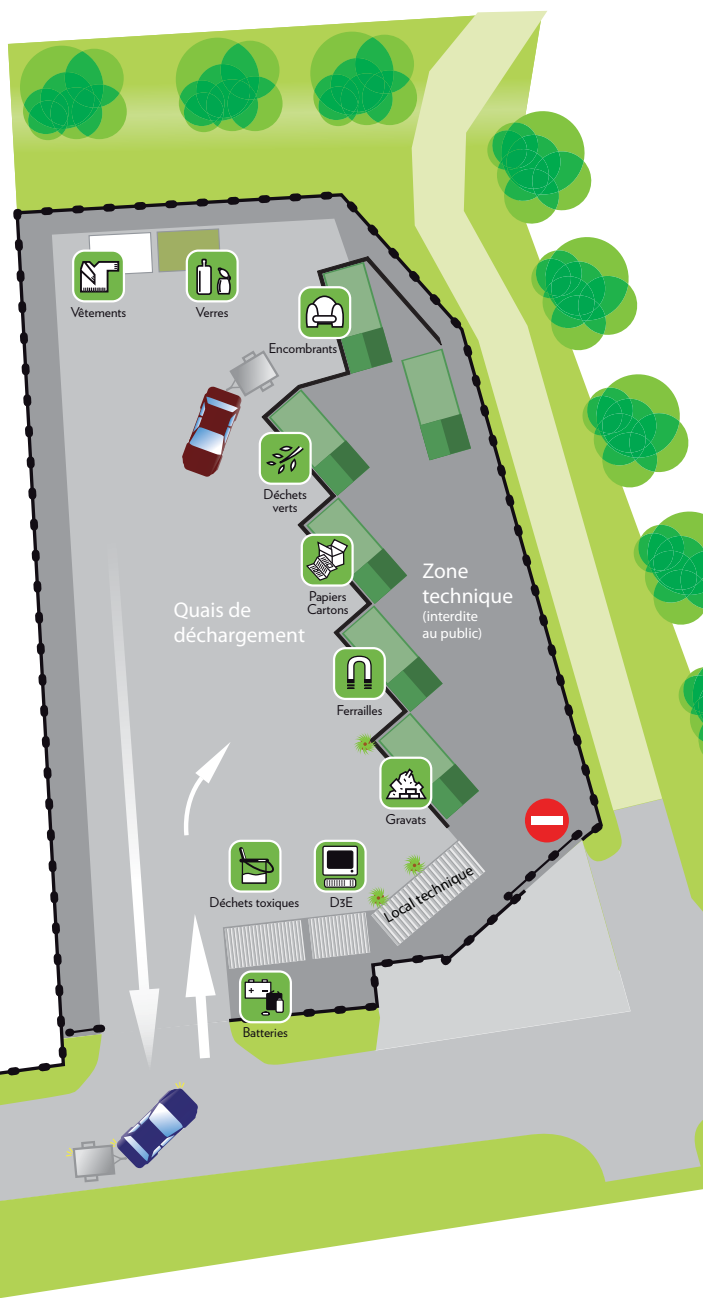 Vêtements
Verres
Encombrants
Déchets
verts
Papiers
Cartons
Zone
technique
(interdite
au public)
Quais de
déchargement
Ferrailles
Gravats
Déchets toxiques
D3E
Local technique
Batteries